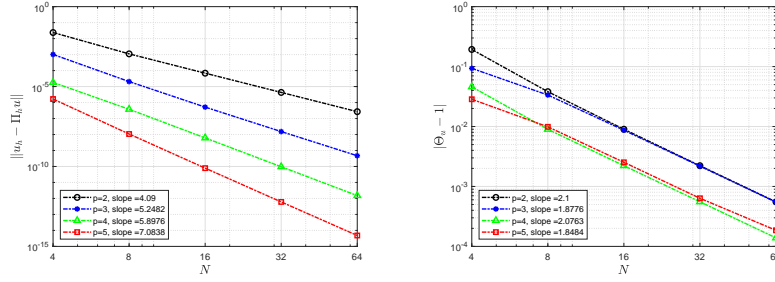 10^0
10^-5
10^-10
10^-15
||u_h − Π_h u||
p=2, slope =4.09
p=3, slope =5.2482
p=4, slope =5.8976
p=5, slope =7.0838
4 8 16 32 64
N
10^0
10^-1
10^-2
10^-3
10^-4
|Θ_u − 1|
p=2, slope =2.1
p=3, slope =1.8776
p=4, slope =2.0763
p=5, slope =1.8484
4 8 16 32 6
N